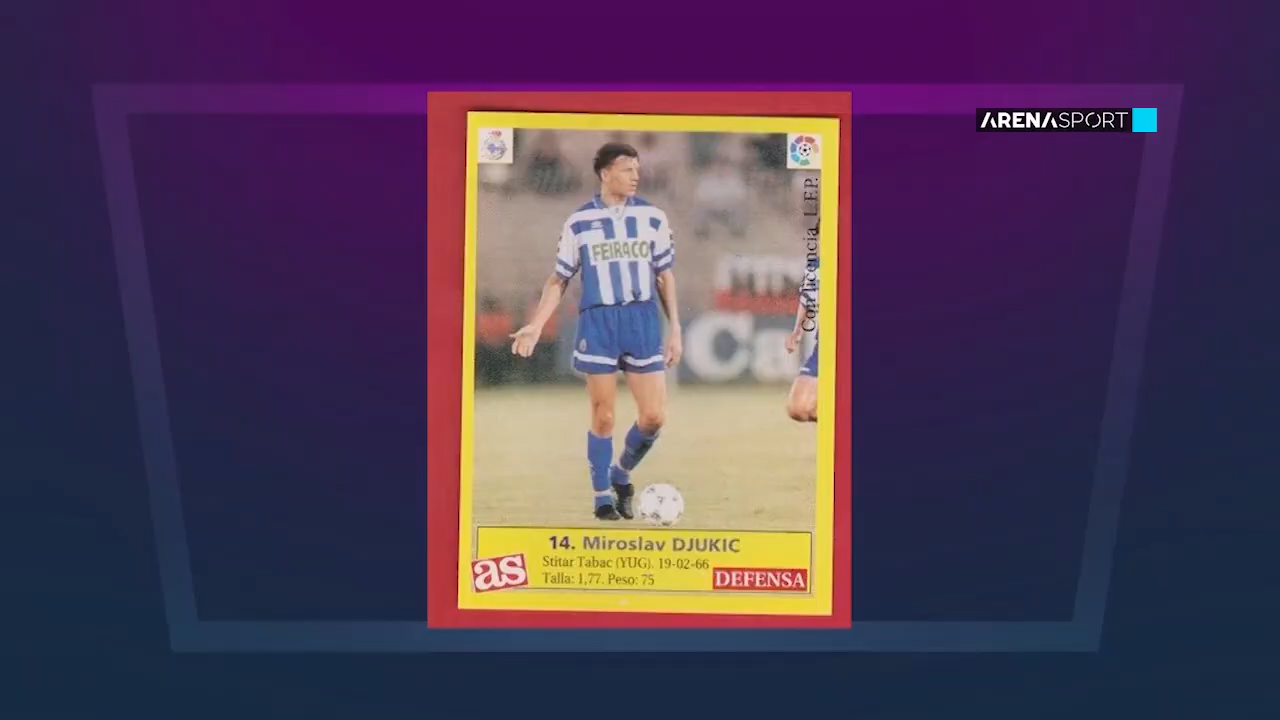 ARENASPORT
Con licencia L.F.P.
FEIRACO
Ca
14. Miroslav DJUKIC
Stitar Tabac (YUG). 19-02-66
Talla: 1,77. Peso: 75
as
DEFENSA